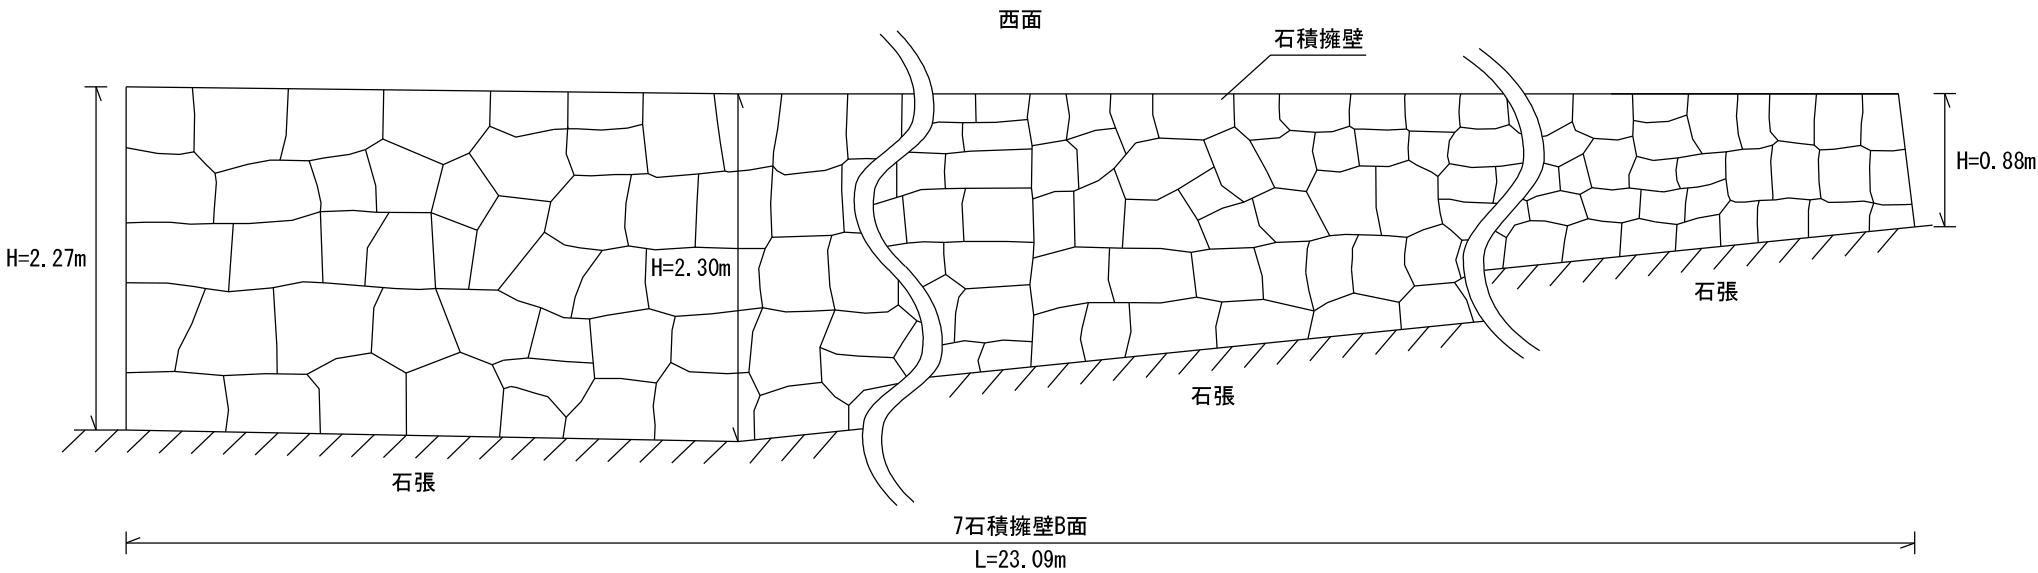 西面
石積擁壁
H=0.88m
H=2.27m
H=2.30m
石張
石張
石張
7石積擁壁B面
L=23.09m